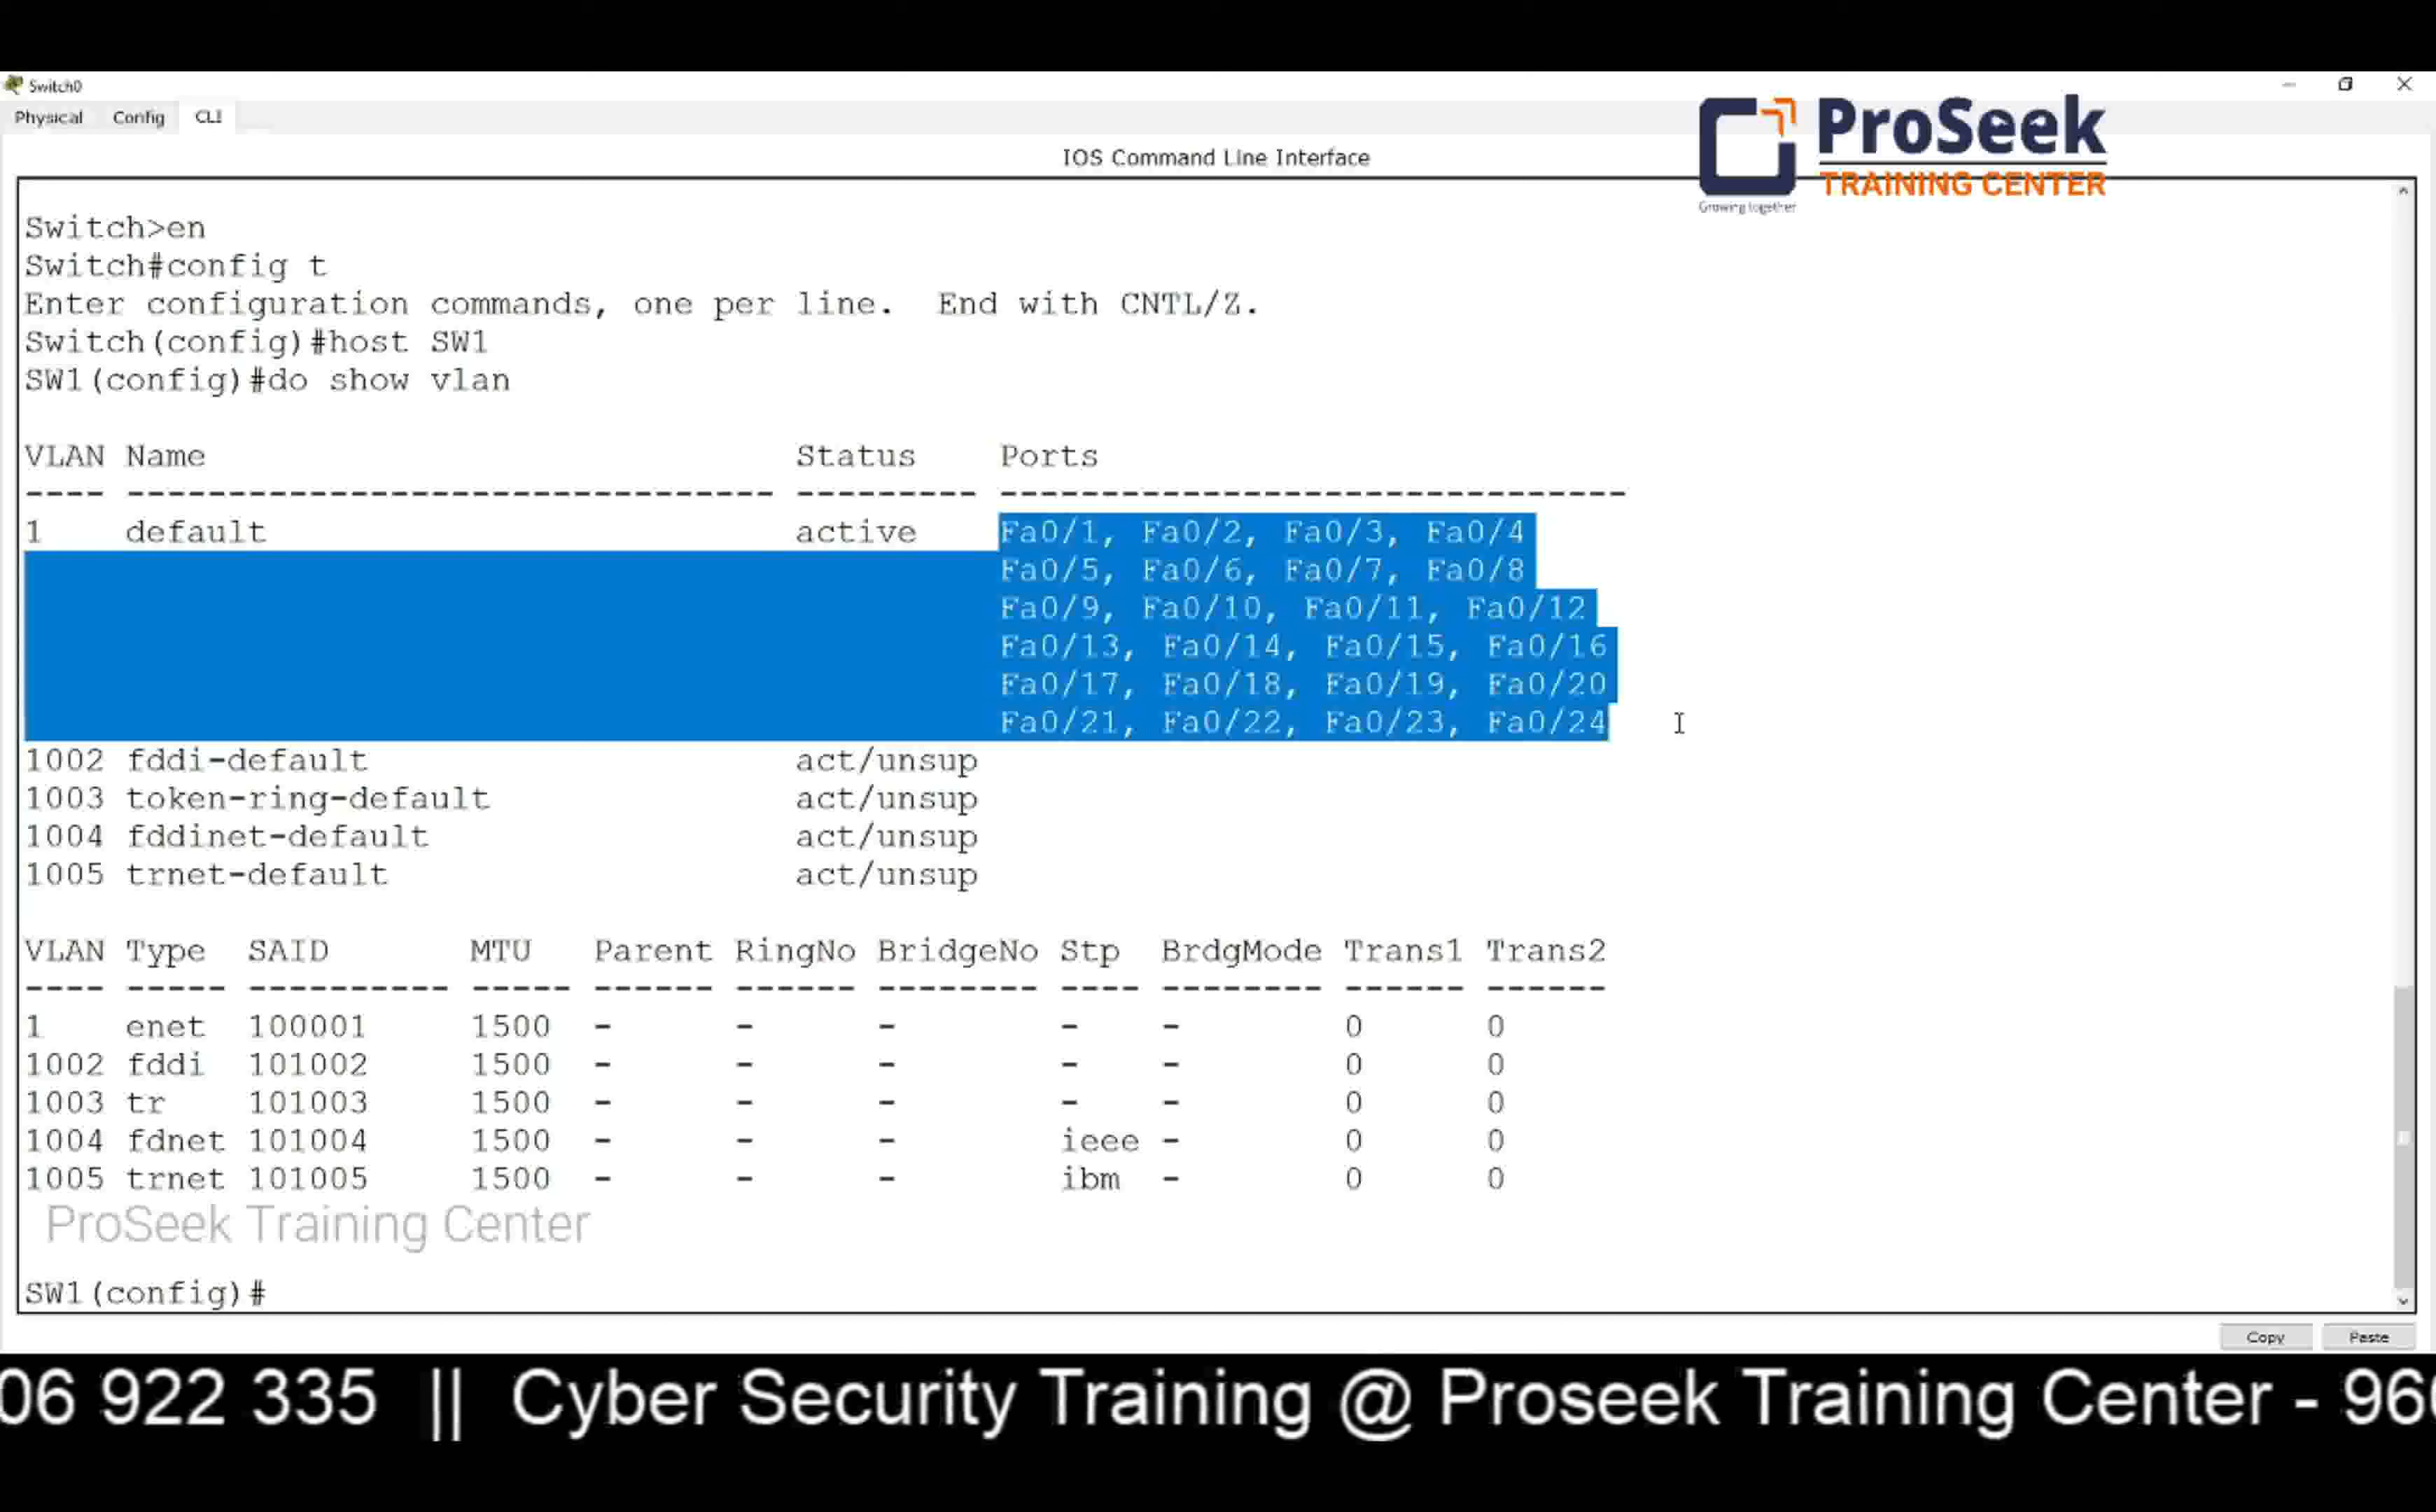 Switch0
Physical Config CLI
ProSeek
TRAINING CENTER
Growing together
IOS Command Line Interface
Switch>en
Switch#config t
Enter configuration commands, one per line.  End with CNTL/Z.
Switch(config)#host SW1
SW1(config)#do show vlan
VLAN Name                             Status    Ports
---- -------------------------------- --------- -------------------------------
1    default                          active    Fa0/1, Fa0/2, Fa0/3, Fa0/4
                                                Fa0/5, Fa0/6, Fa0/7, Fa0/8
                                                Fa0/9, Fa0/10, Fa0/11, Fa0/12
                                                Fa0/13, Fa0/14, Fa0/15, Fa0/16
                                                Fa0/17, Fa0/18, Fa0/19, Fa0/20
                                                Fa0/21, Fa0/22, Fa0/23, Fa0/24
1002 fddi-default                     act/unsup
1003 token-ring-default               act/unsup
1004 fddinet-default                  act/unsup
1005 trnet-default                    act/unsup
VLAN Type  SAID       MTU   Parent RingNo BridgeNo Stp  BrdgMode Trans1 Trans2
---- ----- ---------- ----- ------ ------ -------- ---- -------- ------ ------
1    enet  100001     1500  -      -      -        -    -        0      0
1002 fddi  101002     1500  -      -      -        -    -        0      0
1003 tr    101003     1500  -      -      -        -    -        0      0
1004 fdnet 101004     1500  -      -      -        ieee -        0      0
1005 trnet 101005     1500  -      -      -        ibm  -        0      0
ProSeek Training Center
SW1(config)#
Copy Paste
06 922 335 || Cyber Security Training @ Proseek Training Center - 96